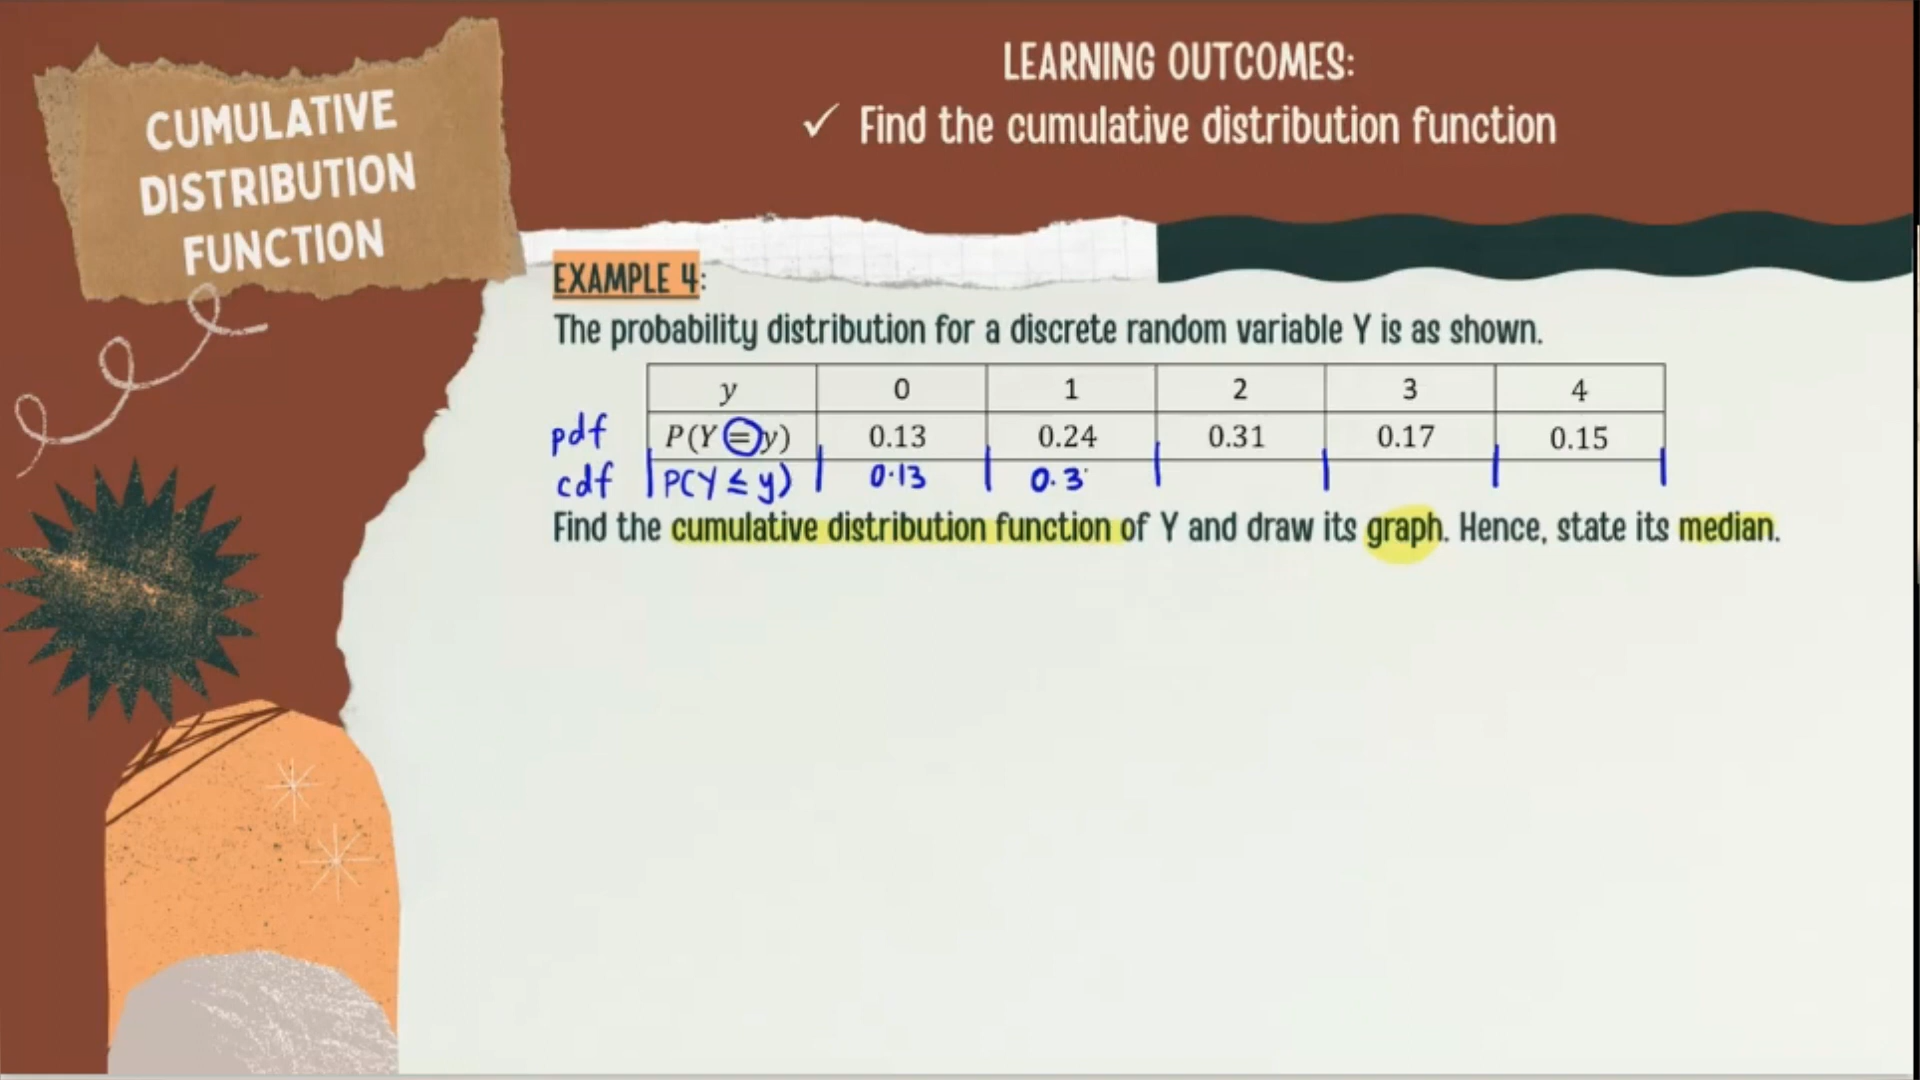 CUMULATIVE
DISTRIBUTION
FUNCTION
LEARNING OUTCOMES:
✓ Find the cumulative distribution function
EXAMPLE 4:
The probability distribution for a discrete random variable Y is as shown.
y 0 1 2 3 4
pdf P(Y = y) 0.13 0.24 0.31 0.17 0.15
cdf P(Y ≤ y) 0.13 0.3
Find the cumulative distribution function of Y and draw its graph. Hence, state its median.